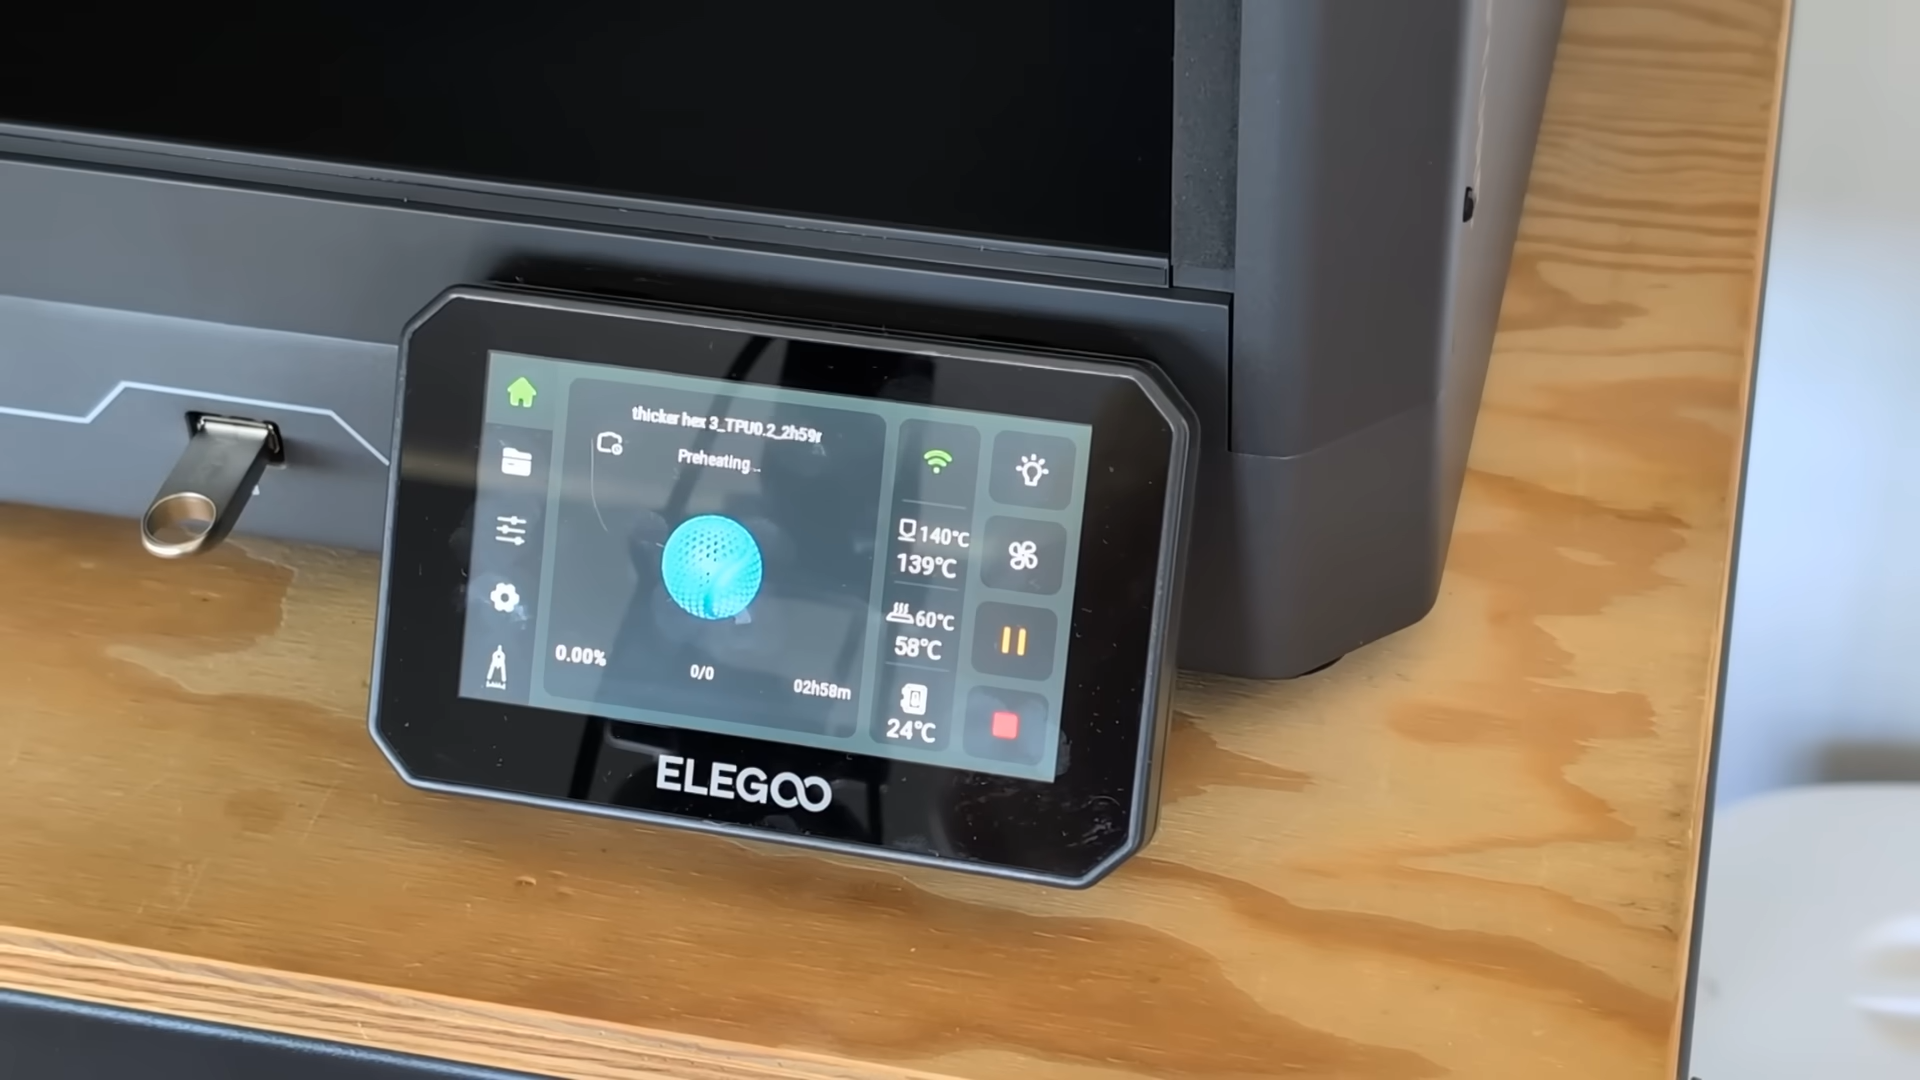 thicker hex 3_TPU0.2_2h59r
Preheating...
0.00%
0/0
02h58m
140°C
139°C
60°C
58°C
24°C
ELEGOO